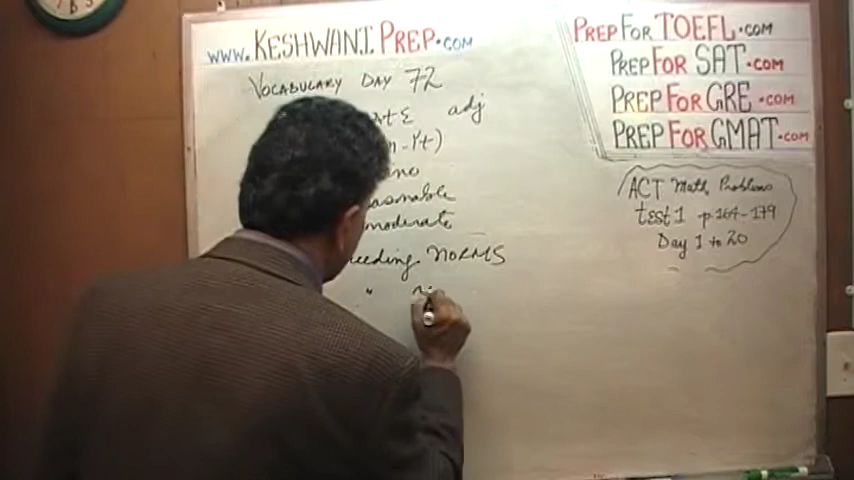 www.KESHWANI PREP.COM
VOCABULARY DAY 72
adj
moderate
eeding NORMS
"
PREP FOR TOEFL.COM
PREP FOR SAT.COM
PREP FOR GRE.COM
PREP FOR GMAT.COM
ACT Math Problems
test 1 - p 164-179
Day 1 to 20